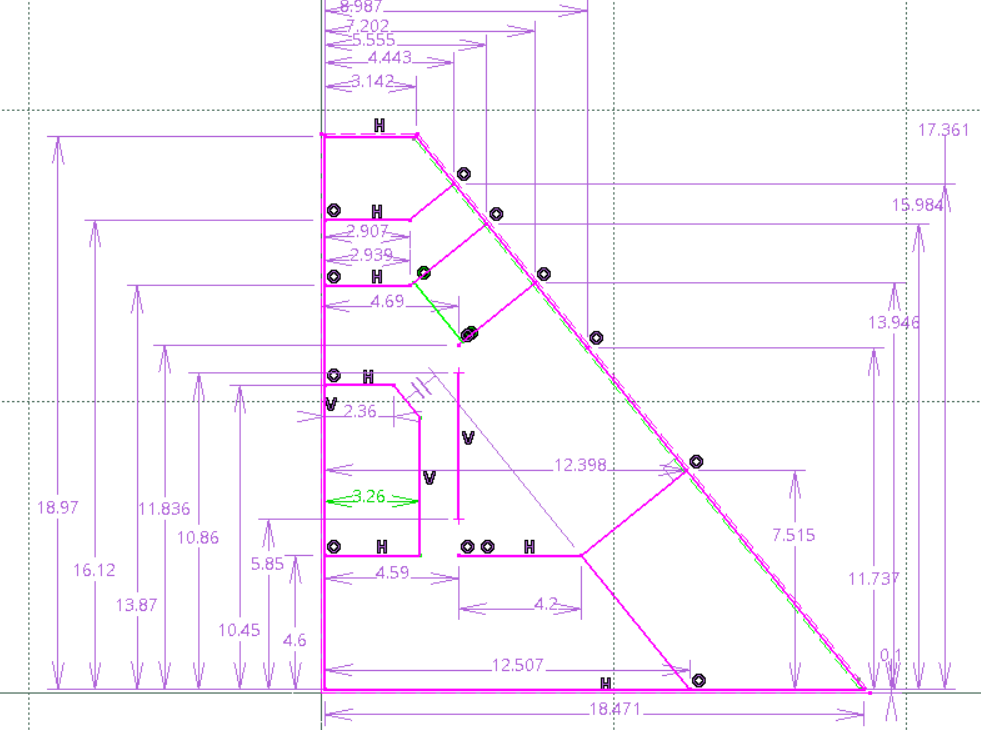 8.987
7.202
5.555
4.443
3.142
H
17.361
15.984
H
2.907
2.939
H
4.69
13.946
H
V
2.36
V
12.398
V
3.26
18.97
11.836
10.86
7.515
H
H
5.85
4.59
16.12
11.737
13.87
4.2
10.45
4.6
12.507
0.1
H
18.471